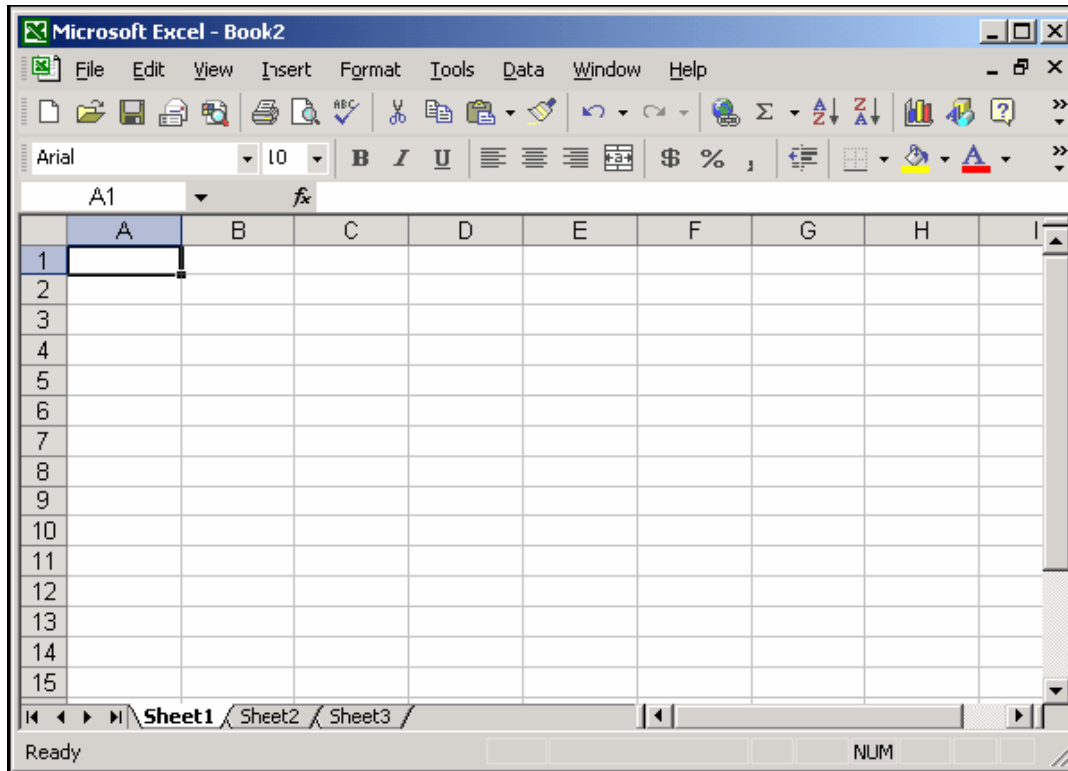 Microsoft Excel - Book2
File Edit View Insert Format Tools Data Window Help
ABC Σ A Z Z A ?
Arial 10 B I U a $ % , A
A1 fx
A B C D E F G H I
1
2
3
4
5
6
7
8
9
10
11
12
13
14
15
Sheet1 Sheet2 Sheet3
Ready NUM